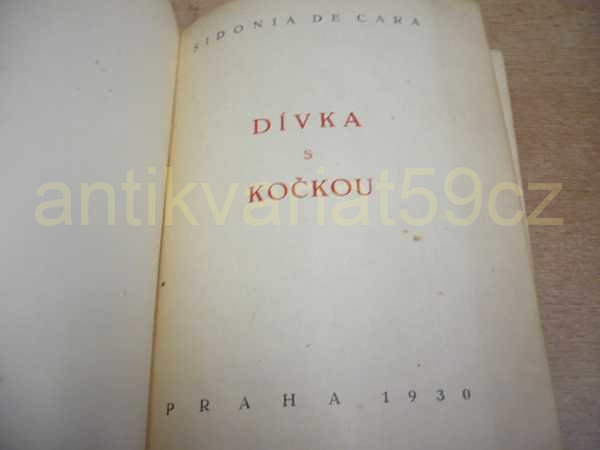 SIDONIA DE CARA
DÍVKA
S
KOČKOU
antikvariat59cz
PRAHA 1930